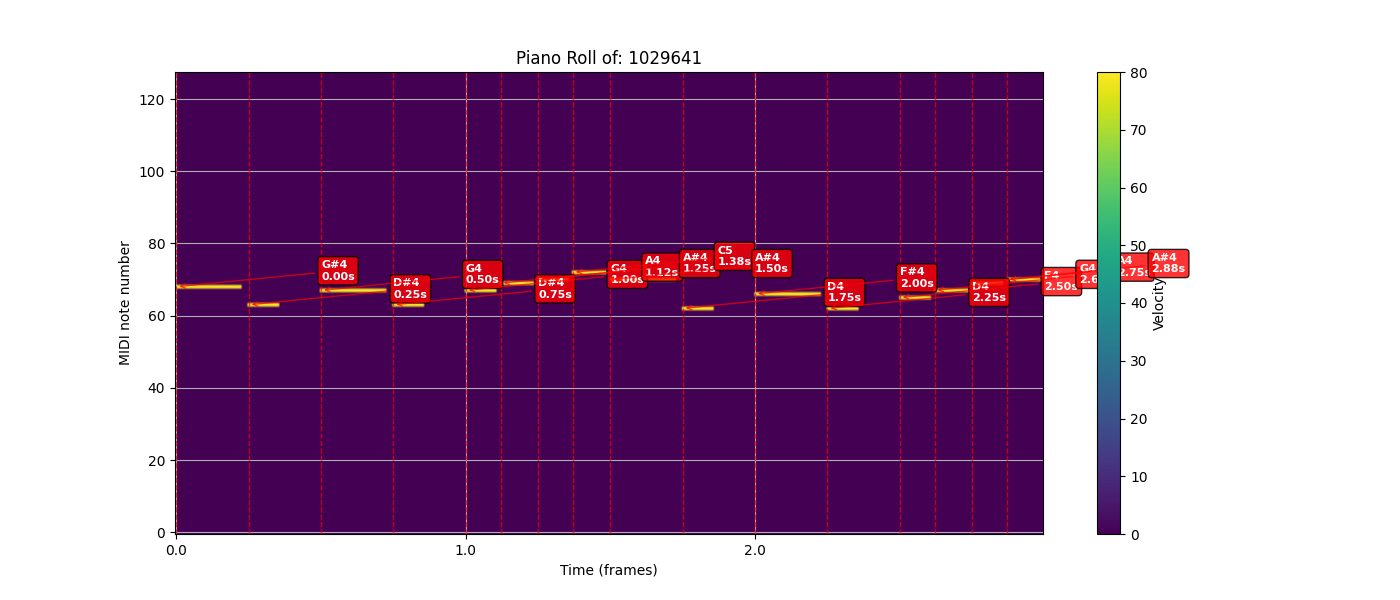 Piano Roll of: 1029641
120
100
80
60
40
20
0
MIDI note number
0.0
1.0
2.0
Time (frames)
G#4
0.00s
D#4
0.25s
G4
0.50s
D#4
0.75s
G4
1.00s
A4
1.12s
A#4
1.25s
C5
1.38s
A#4
1.50s
D4
1.75s
F#4
2.00s
D4
2.25s
F4
2.50s
G4
A4
2.75s
A#4
2.88s
80
70
60
50
40
30
20
10
0
Velocity